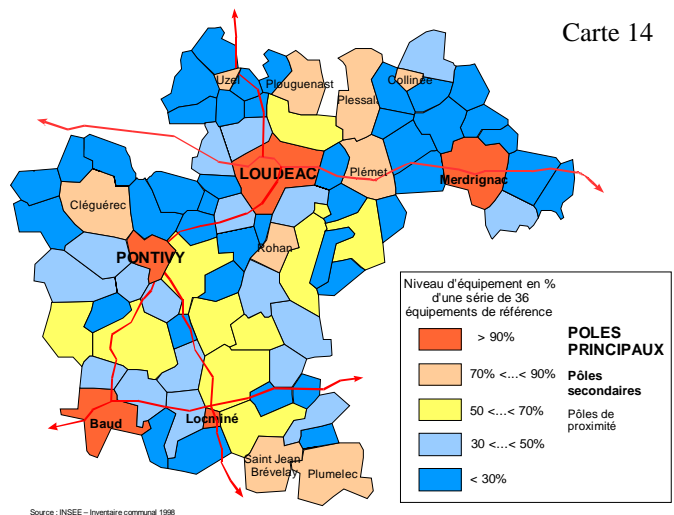 Carte 14
Uzel
Plouguenast
Collinée
Plessala
LOUDEAC
Plémet
Merdrignac
Cléguérec
Rohan
PONTIVY
Niveau d'équipement en %
d'une série de 36
équipements de référence
> 90%
POLES
PRINCIPAUX
70% <...< 90%
Pôles
secondaires
50 <...< 70%
Pôles de
proximité
30 <...< 50%
< 30%
Baud
Locminé
Saint Jean
Brévelay
Plumelec
Source : INSEE – Inventaire communal 1998